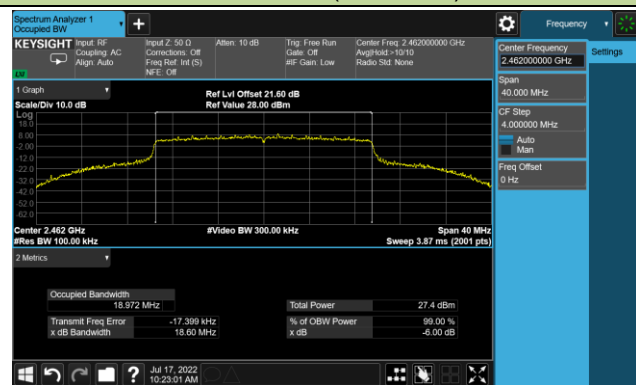 Spectrum Analyzer 1
Occupied BW
+
Frequency
KEYSIGHT
Input: RF
Coupling: AC
Align: Auto
Input Z: 50 Ω
Corrections: Off
Freq Ref: Int (S)
NFE: Off
Atten: 10 dB
Trig: Free Run
Gate: Off
#IF Gain: Low
Center Freq: 2.462000000 GHz
Avg|Hold:>10/10
Radio Std: None
Center Frequency
2.462000000 GHz
Settings
Span
40.000 MHz
CF Step
4.000000 MHz
Auto
Man
Freq Offset
0 Hz
1 Graph
Scale/Div 10.0 dB
Ref Lvl Offset 21.60 dB
Ref Value 28.00 dBm
Log
18.0
8.00
-2.00
-12.0
-22.0
-32.0
-42.0
-52.0
-62.0
Center 2.462 GHz
#Video BW 300.00 kHz
Span 40 MHz
#Res BW 100.00 kHz
Sweep 3.87 ms (2001 pts)
2 Metrics
Occupied Bandwidth
18.972 MHz
Total Power
27.4 dBm
Transmit Freq Error
-17.399 kHz
% of OBW Power
99.00 %
x dB Bandwidth
18.60 MHz
x dB
-6.00 dB
?
Jul 17, 2022
10:23:01 AM